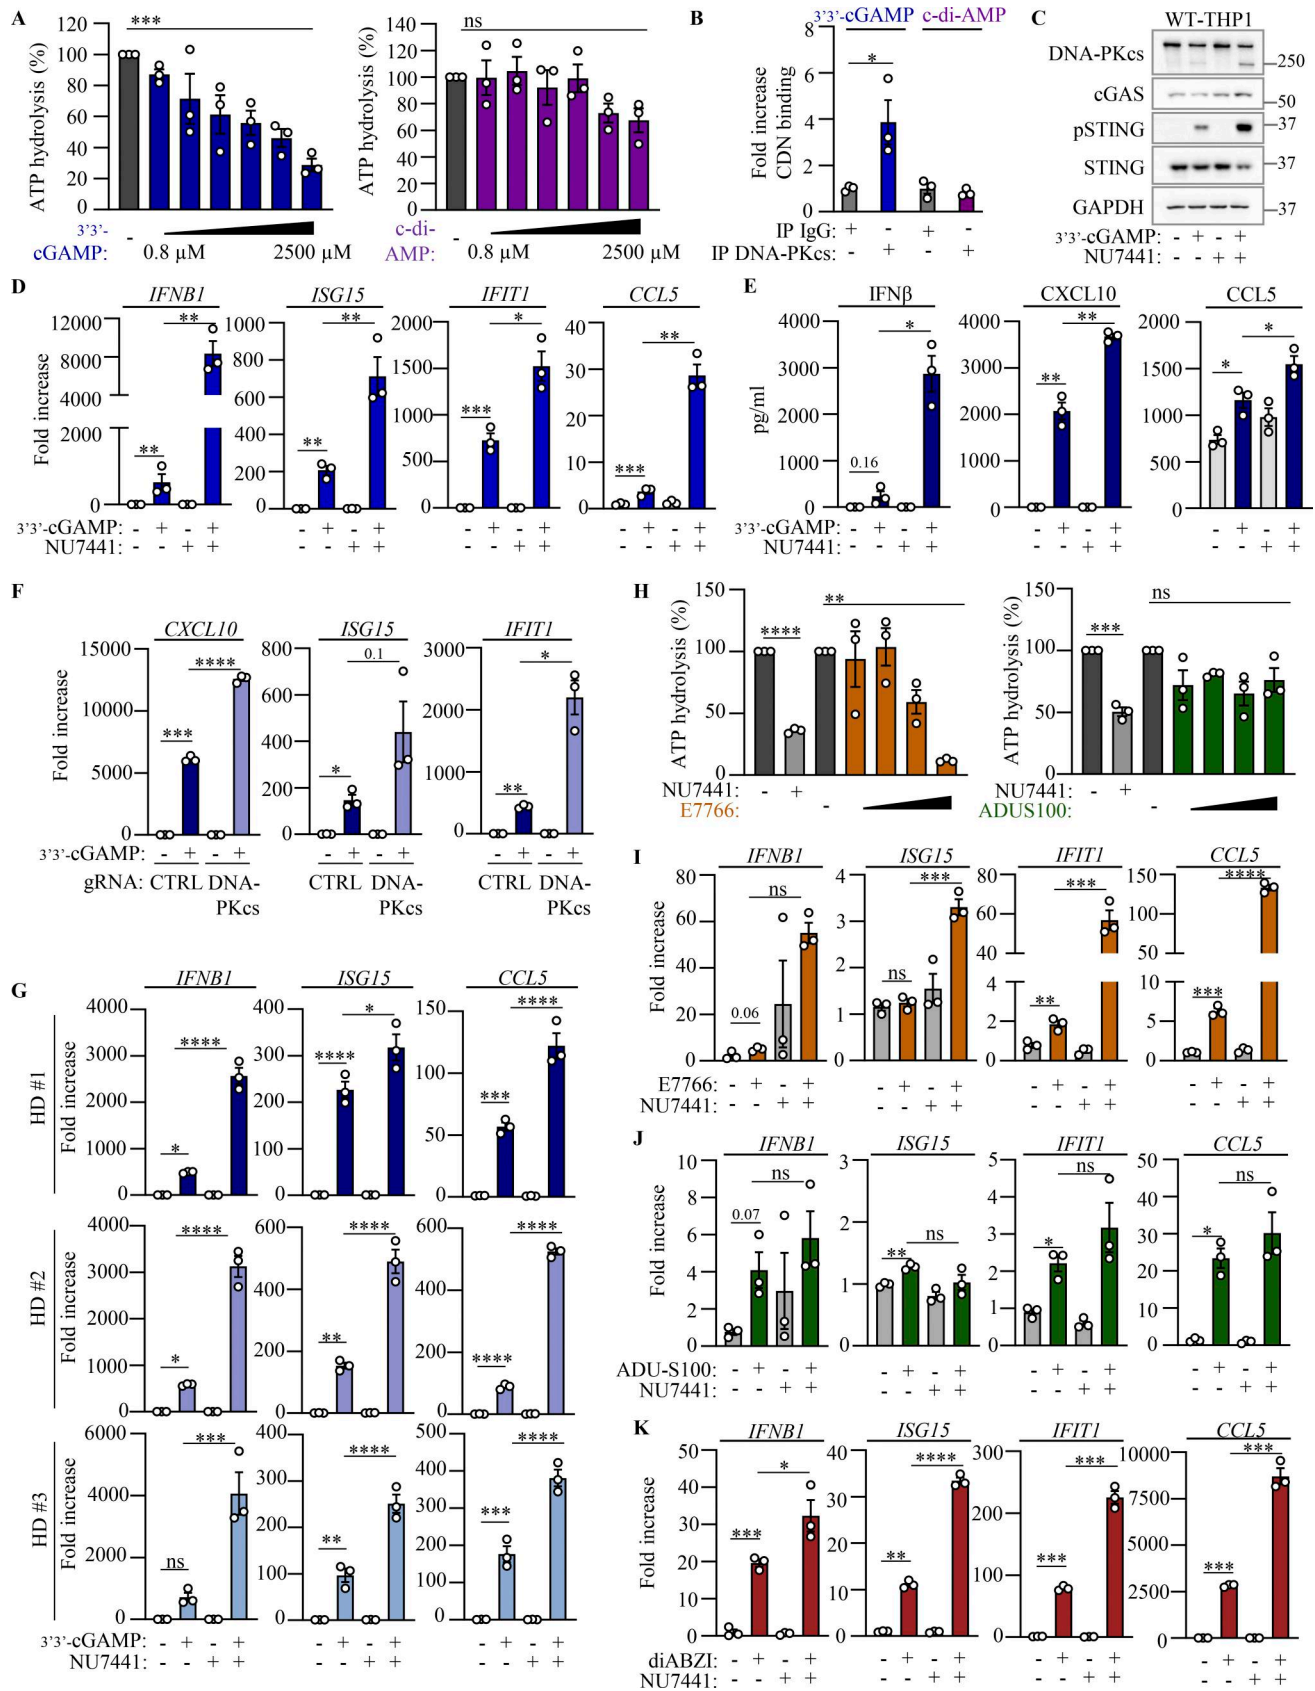 A
ATP hydrolysis (%)
***
120
100
80
60
40
20
0
3'3'-
cGAMP:
-
0.8 µM
2500 µM
ATP hydrolysis (%)
ns
140
120
100
80
60
40
20
0
c-di-
AMP:
-
0.8 µM
2500 µM
B
3'3'-cGAMP c-di-AMP
Fold increase
CDN binding
*
8
6
4
2
0
IP IgG: + - + -
IP DNA-PKcs: - + - +
C
WT-THP1
DNA-PKcs
250
cGAS
50
pSTING
37
STING
37
GAPDH
37
3'3'-cGAMP: - + - +
NU7441: - - + +
D
Fold increase
IFNB1
12000
8000
4000
2000
0
** **
ISG15
1000
800
600
400
200
0
** **
IFIT1
2000
1500
1000
500
0
*** *
CCL5
40
30
20
10
0
*** **
3'3'-cGAMP: - + - + - + - + - + - + - + - +
NU7441: - - + + - - + + - - + + - - + +
E
pg/ml
IFNβ
4000
3000
2000
1000
0
0.16 *
CXCL10
4000
3000
2000
1000
0
** **
CCL5
2000
1500
1000
500
0
* *
3'3'-cGAMP: - + - + - + - + - + - +
NU7441: - - + + - - + + - - + +
F
Fold increase
CXCL10
15000
10000
5000
0
*** ****
ISG15
800
600
400
200
0
* 0.1
IFIT1
3000
2000
1000
0
** *
3'3'-cGAMP: - + - + - + - + - + - +
gRNA: CTRL DNA- CTRL DNA- CTRL DNA-
PKcs PKcs PKcs
G
HD #1
Fold increase
IFNB1
4000
3000
2000
1000
0
* ****
ISG15
400
300
200
100
0
**** *
CCL5
150
100
50
0
*** ****
HD #2
Fold increase
4000
3000
2000
1000
0
* ****
600
400
200
0
** ****
600
400
200
0
**** ****
HD #3
Fold increase
6000
4000
2000
0
ns ***
400
300
200
100
0
** ****
500
400
300
200
100
0
*** ****
3'3'-cGAMP: - + - + - + - + - + - +
NU7441: - - + + - - + + - - + +
H
ATP hydrolysis (%)
150
100
50
0
**** **
NU7441: - +
E7766: -
ATP hydrolysis (%)
150
100
50
0
*** ns
NU7441: - +
ADUS100: -
I
Fold increase
IFNB1
80
60
40
20
0
0.06 ns
ISG15
4
3
2
1
0
ns ***
IFIT1
80
60
40
4
2
0
** ***
CCL5
150
100
50
10
5
0
*** ****
E7766: - + - + - + - + - + - + - + - +
NU7441: - - + + - - + + - - + + - - + +
J
Fold increase
IFNB1
10
8
6
4
2
0
0.07 ns
ISG15
3
2
1
0
** ns
IFIT1
5
4
3
2
1
0
* ns
CCL5
50
40
30
20
10
0
* ns
ADU-S100: - + - + - + - + - + - + - + - +
NU7441: - - + + - - + + - - + + - - + +
K
Fold increase
IFNB1
50
40
30
20
10
0
*** *
ISG15
40
30
20
10
0
** ****
IFIT1
300
200
100
0
*** ***
CCL5
10000
7500
5000
2500
0
*** ***
diABZI: - + - + - + - + - + - + - + - +
NU7441: - - + + - - + + - - + + - - + +